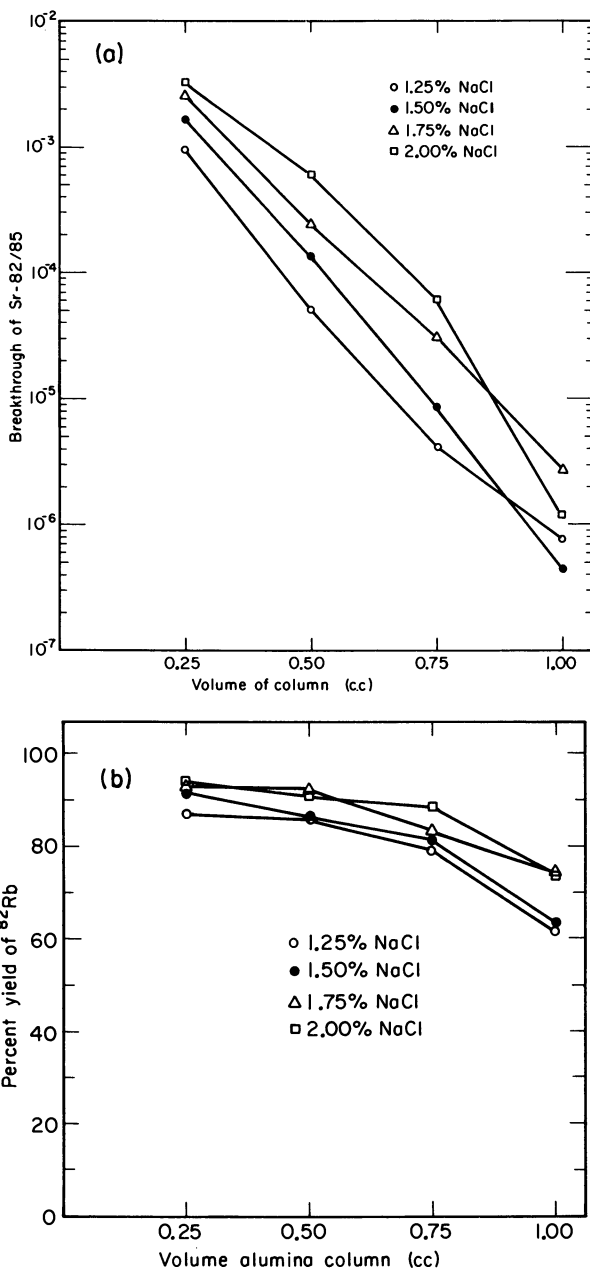 (a)
10⁻²
10⁻³
10⁻⁴
10⁻⁵
10⁻⁶
10⁻⁷
Breakthrough of Sr-82/85
1.25% NaCl
1.50% NaCl
1.75% NaCl
2.00% NaCl
0.25 0.50 0.75 1.00
Volume of column (c.c)
(b)
100
80
60
40
20
0
Percent yield of ⁸²Rb
1.25% NaCl
1.50% NaCl
1.75% NaCl
2.00% NaCl
0.25 0.50 0.75 1.00
Volume alumina column (cc)